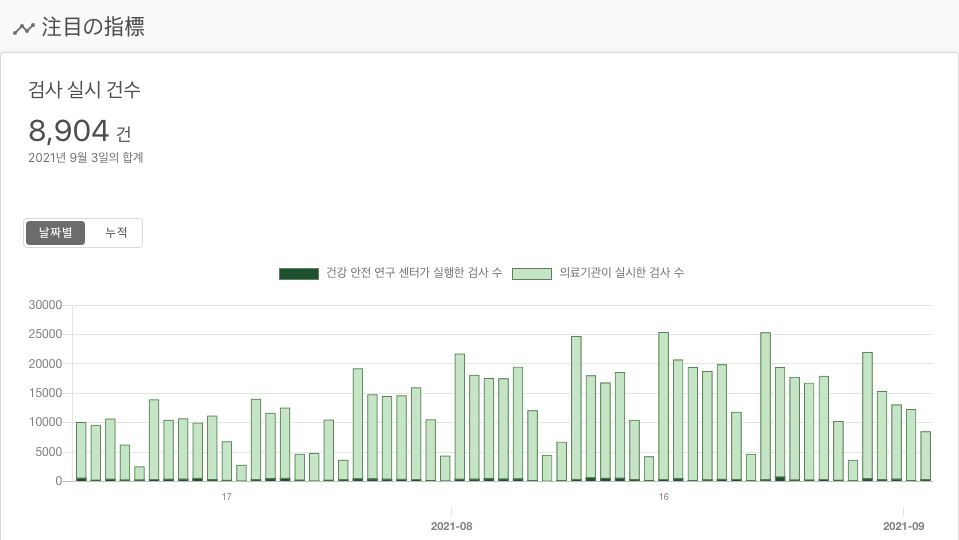 注目の指標
검사 실시 건수
8,904 건
2021년 9월 3일의 합계
날짜별 누적
건강 안전 연구 센터가 실행한 검사 수 의료기관이 실시한 검사 수
30000
25000
20000
15000
10000
5000
0
17 16
2021-08 2021-09